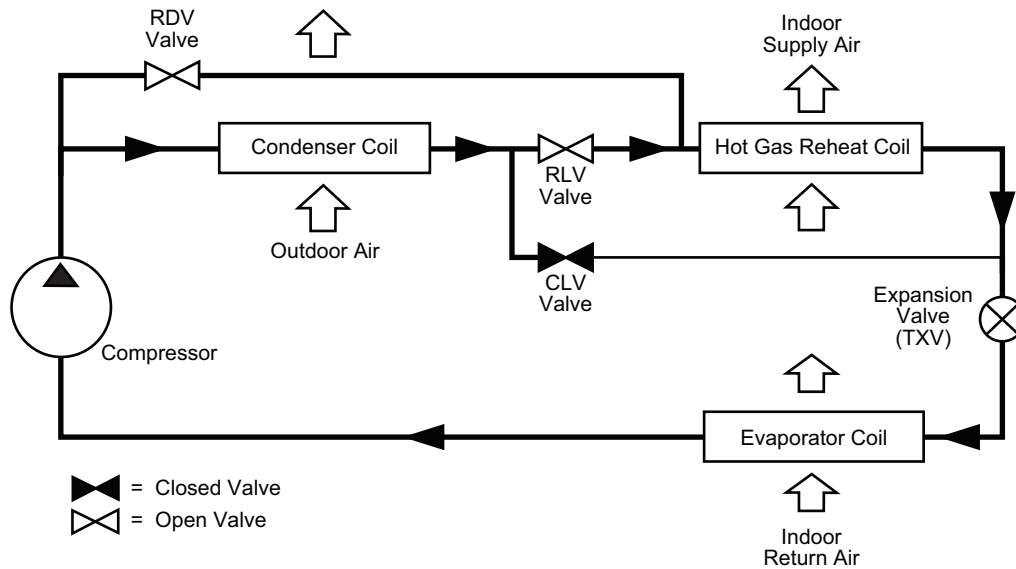 RDV
Valve
Indoor
Supply Air
Condenser Coil
Hot Gas Reheat Coil
RLV
Valve
Outdoor Air
CLV
Valve
Expansion
Valve
(TXV)
Compressor
Evaporator Coil
= Closed Valve
= Open Valve
Indoor
Return Air